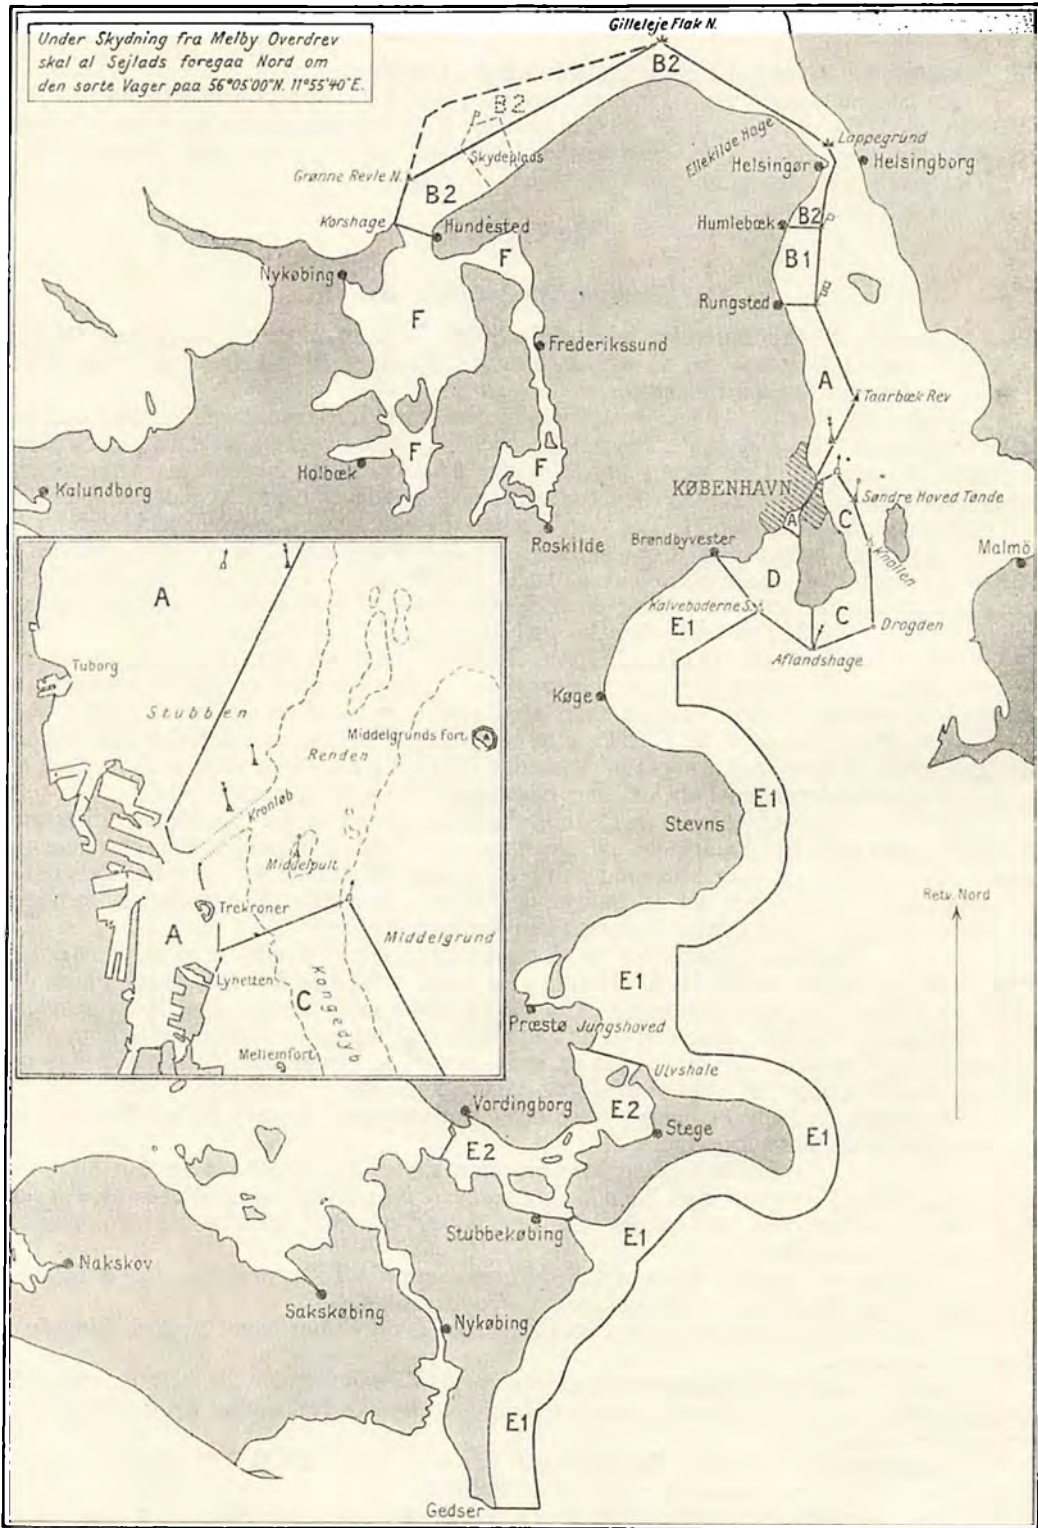 Gilleleje Flak N.
Under Skydning fra Melby Overdrev
skal al Sejlads foregaa Nord om
den sorte Vager paa 56°05'00"N. 11°55'40"E.
B2
B2
Skydeplads
Ellekilde Hage
Lappegrund
Helsingør
Helsingborg
Grønne Revle N.
B2
Korshage
Hundested
Humlebæk
B2
Nykøbing
F
B1
Rungsted
F
Frederikssund
A
Taarbæk Rev
F
Holbæk
F
KØBENHAVN
Kalundborg
Søndre Hoved Tønde
A
C
Roskilde
Brøndbyvester
Knollen
Malmö
D
Kalveboderne S.
C
E1
Drogden
Aflandshage
Køge
A
Tuborg
Stubben
Middelgrunds Fort
Renden
E1
Stevns
Kronløb
Middelpult
Retv. Nord
Trekroner
A
Middelgrund
Lynetten
C
Kongedyb
E1
Præstø
Jungshoved
Mellemfort
Ulvshale
Vordingborg
E2
Stege
E2
E1
Stubbekøbing
E1
Nakskov
Sakskøbing
Nykøbing
E1
Gedser